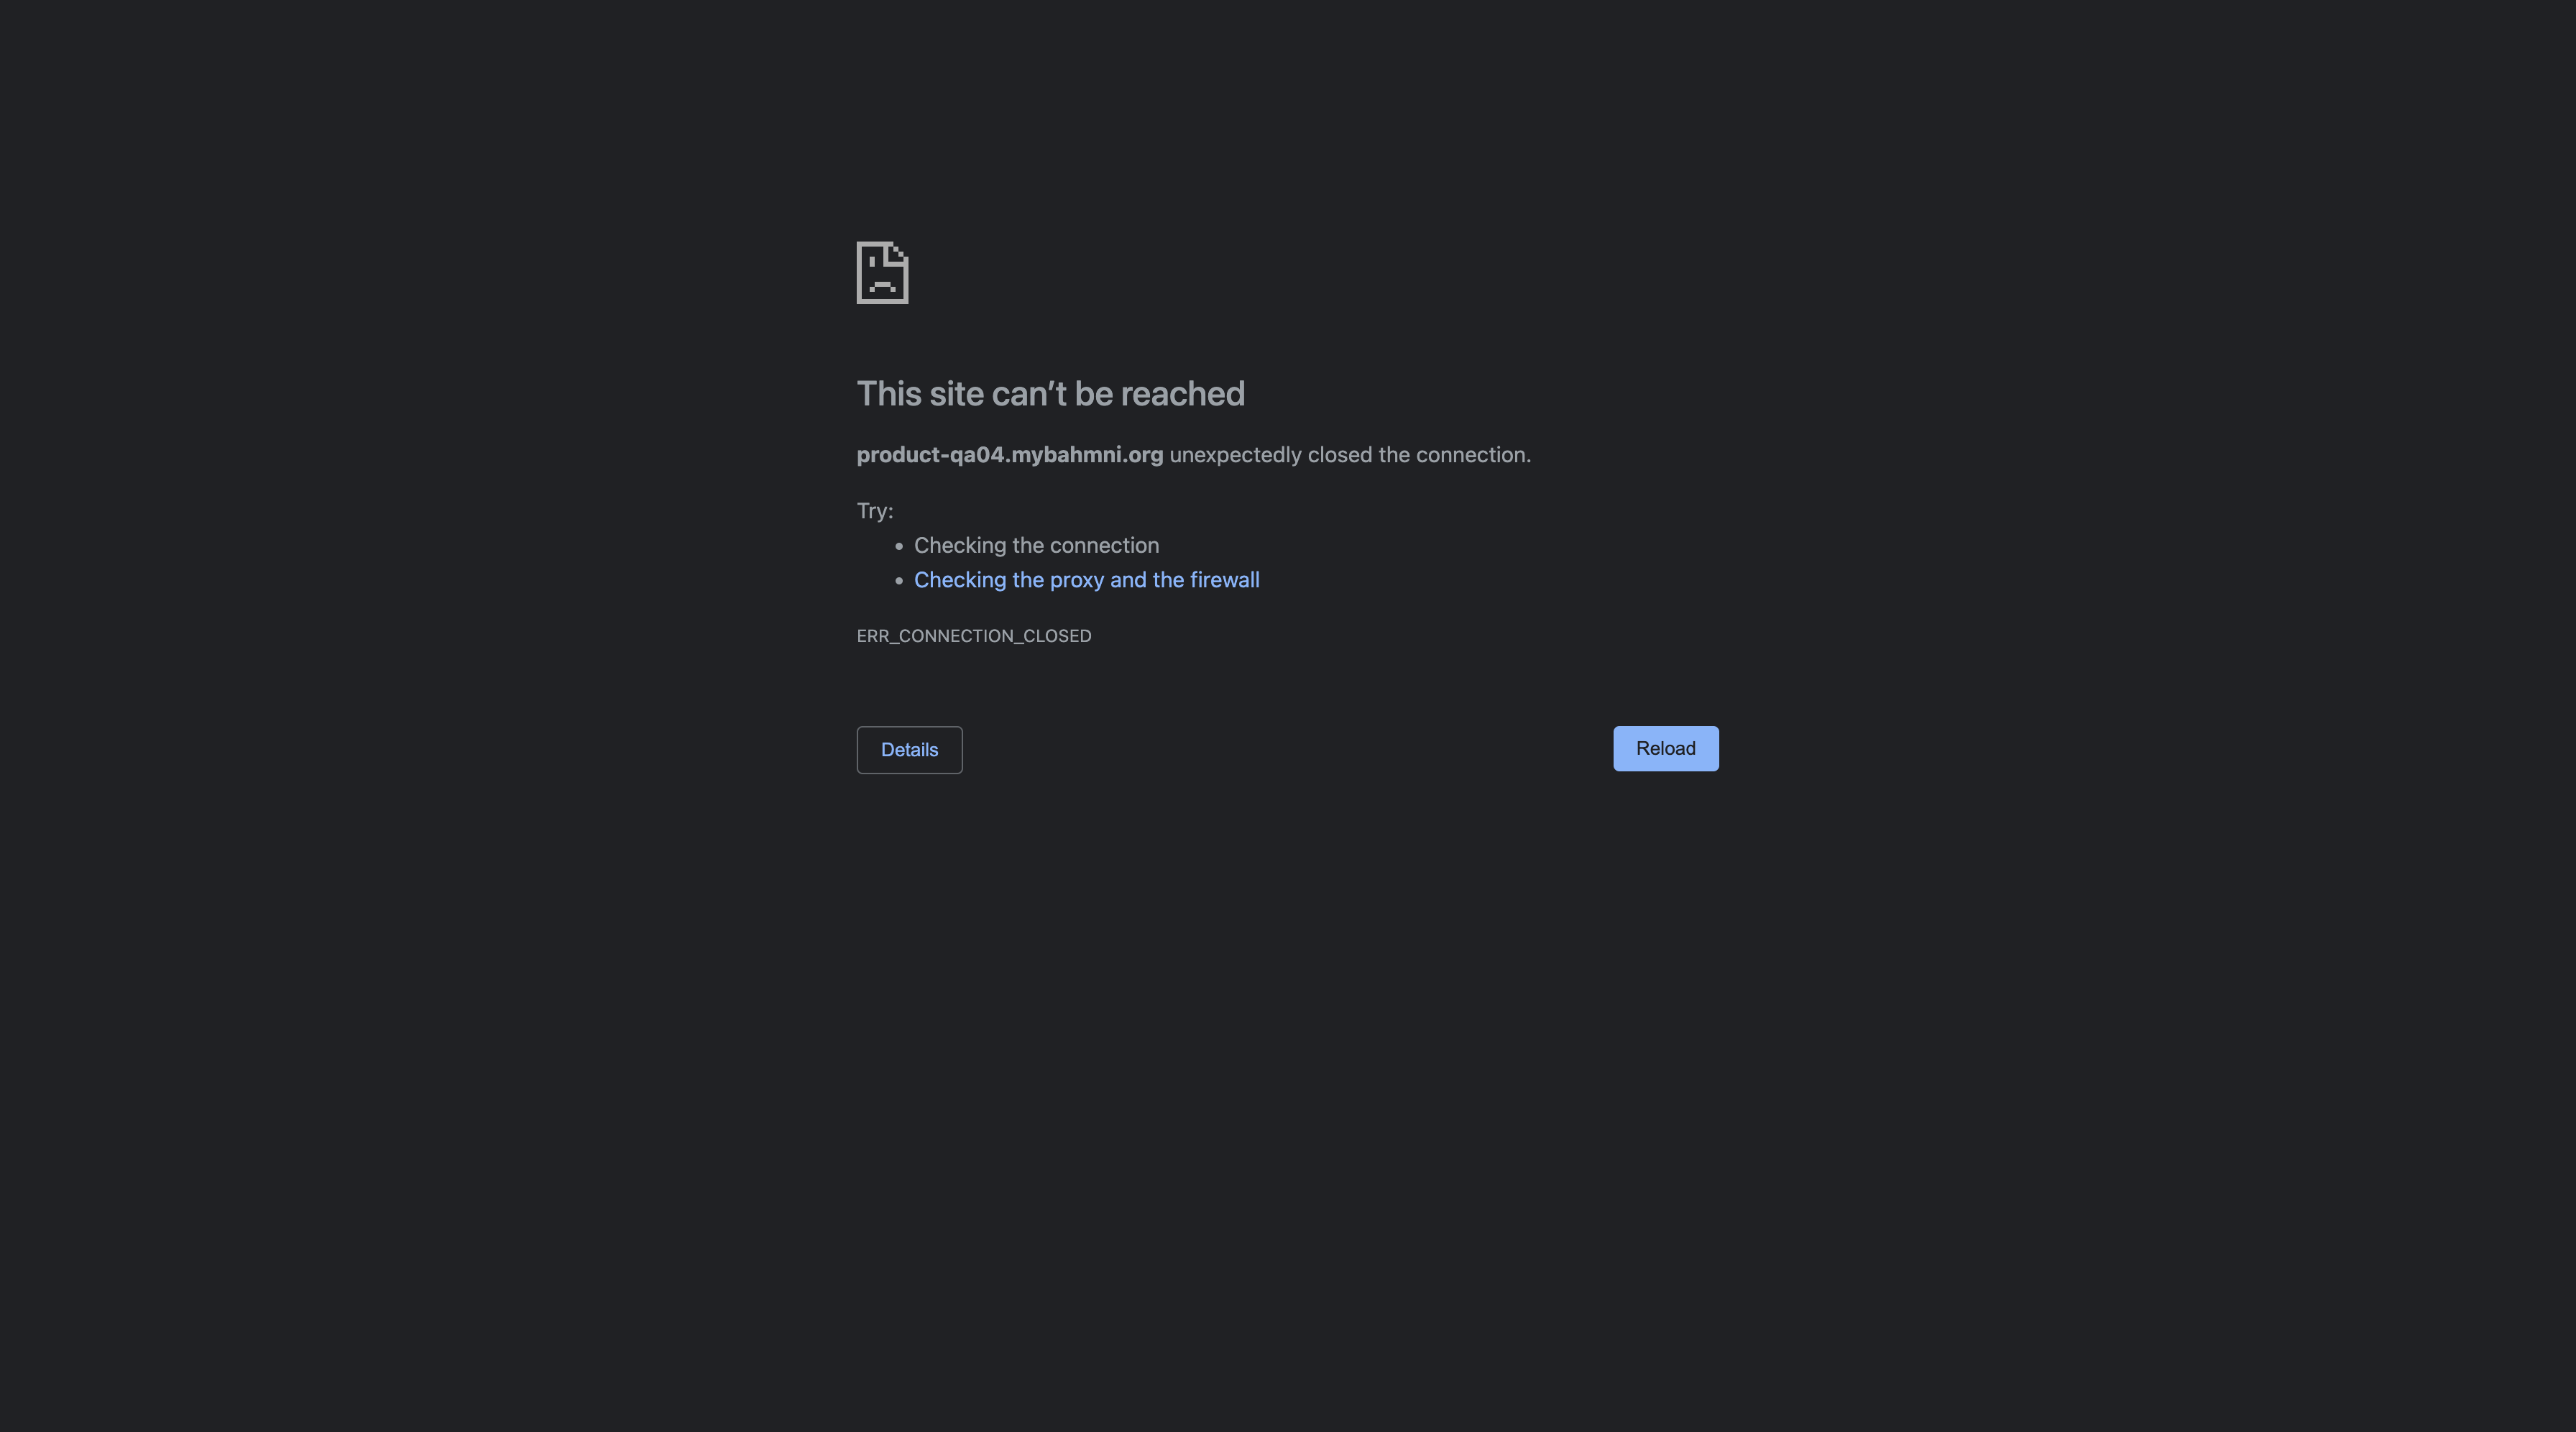 This site can’t be reached
product-qa04.mybahmni.org unexpectedly closed the connection.
Try:
• Checking the connection
• Checking the proxy and the firewall
ERR_CONNECTION_CLOSED
Details
Reload